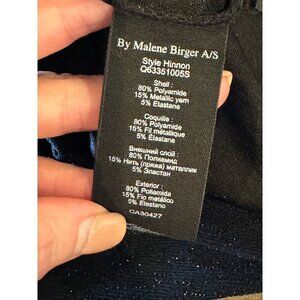 By Malene Birger A/S
Style Hinnon
Q63351005S
Shell :
80% Polyamide
15% Metallic yarn
5% Elastane
Coquille :
80% Polyamide
15% Fil métallique
5% Élastane
Внешний слой :
80% Полиамид
15% Нить (пряжа) металлик
5% Эластан
Exterior :
80% Poliamida
15% Fio metálico
5% Elastano
CA30427